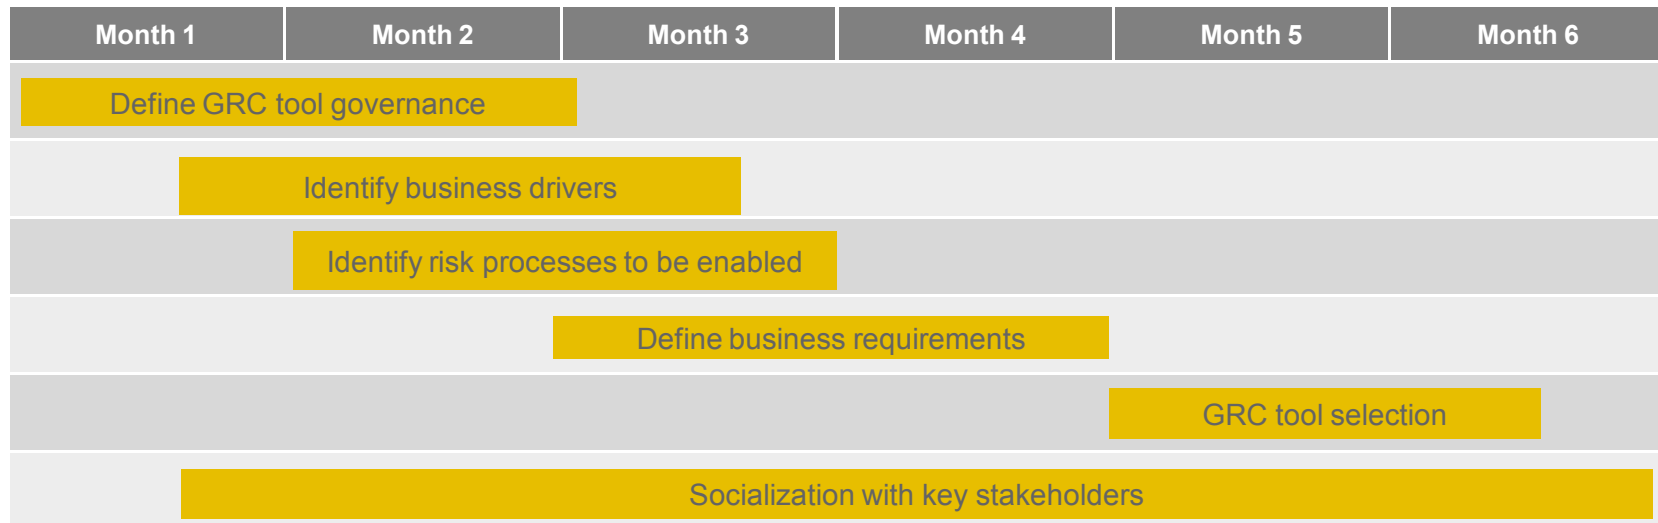 Month 1
Month 2
Month 3
Month 4
Month 5
Month 6
Define GRC tool governance
Identify business drivers
Identify risk processes to be enabled
Define business requirements
GRC tool selection
Socialization with key stakeholders